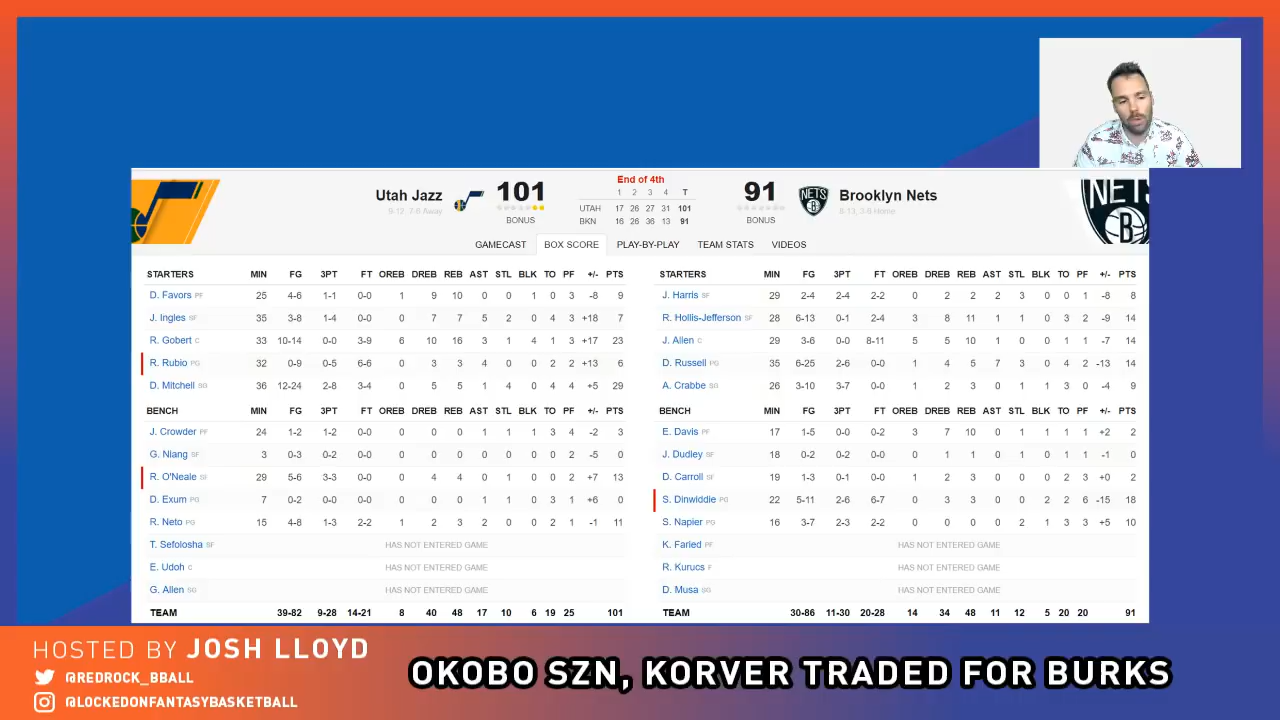 End of 4th
Utah Jazz 101 91 Brooklyn Nets
9-12, 7-6 Away
BONUS
BONUS
1 2 3 4 T
UTAH 17 26 27 31 101
BKN 16 26 36 13 91
NETS
B
NETS
B
GAMECAST BOX SCORE PLAY-BY-PLAY TEAM STATS VIDEOS
STARTERS MIN FG 3PT FT OREB DREB REB AST STL BLK TO PF +/- PTS
D. Favors PF 25 4-6 1-1 0-0 1 9 10 0 0 1 0 3 -8 9
J. Ingles SF 35 3-8 1-4 0-0 0 7 7 5 2 0 4 3 +18 7
R. Gobert C 33 10-14 0-0 3-9 6 10 16 3 1 4 1 3 +17 23
R. Rubio PG 32 0-9 0-5 6-6 0 3 3 4 0 0 2 2 +13 6
D. Mitchell SG 36 12-24 2-8 3-4 0 5 5 1 4 0 4 4 +5 29
BENCH MIN FG 3PT FT OREB DREB REB AST STL BLK TO PF +/- PTS
J. Crowder PF 24 1-2 1-2 0-0 0 0 0 1 1 1 3 4 -2 3
G. Niang SF 3 0-3 0-2 0-0 0 0 0 0 0 0 0 2 -5 0
R. O'Neale SF 29 5-6 3-3 0-0 0 4 4 0 1 0 0 2 +7 13
D. Exum PG 7 0-2 0-0 0-0 0 0 0 1 1 0 3 1 +6 0
R. Neto PG 15 4-8 1-3 2-2 1 2 3 2 0 0 2 1 -1 11
T. Sefolosha SF HAS NOT ENTERED GAME
E. Udoh C HAS NOT ENTERED GAME
G. Allen SG HAS NOT ENTERED GAME
TEAM 39-82 9-28 14-21 8 40 48 17 10 6 19 25 101
STARTERS MIN FG 3PT FT OREB DREB REB AST STL BLK TO PF +/- PTS
J. Harris SF 29 2-4 2-4 2-2 0 2 2 2 3 0 0 1 -8 8
R. Hollis-Jefferson SF 28 6-13 0-1 2-4 3 8 11 1 1 0 3 2 -9 14
J. Allen C 29 3-6 0-0 8-11 5 5 10 1 0 0 3 1 -7 14
D. Russell PG 35 6-25 2-6 0-0 1 4 5 7 3 0 4 2 -13 14
A. Crabbe SG 26 3-10 3-7 0-0 1 2 3 0 1 1 3 0 -4 9
BENCH MIN FG 3PT FT OREB DREB REB AST STL BLK TO PF +/- PTS
E. Davis PF 17 1-5 0-0 0-2 3 7 10 0 1 1 1 1 +2 2
J. Dudley SF 18 0-2 0-2 0-0 0 1 1 0 1 0 1 1 -1 0
D. Carroll SF 19 1-3 0-1 0-0 1 2 3 0 0 0 2 3 +0 2
S. Dinwiddie PG 22 5-11 2-6 6-7 0 3 3 0 0 2 2 6 -15 18
S. Napier PG 16 3-7 2-3 2-2 0 0 0 0 2 1 3 3 +5 10
K. Faried PF HAS NOT ENTERED GAME
R. Kurucs F HAS NOT ENTERED GAME
D. Musa SG HAS NOT ENTERED GAME
TEAM 30-86 11-30 20-28 14 34 48 11 12 5 20 20 91
HOSTED BY JOSH LLOYD
@REDROCK_BBALL
@LOCKEDONFANTASYBASKETBALL
OKOBO SZN, KORVER TRADED FOR BURKS